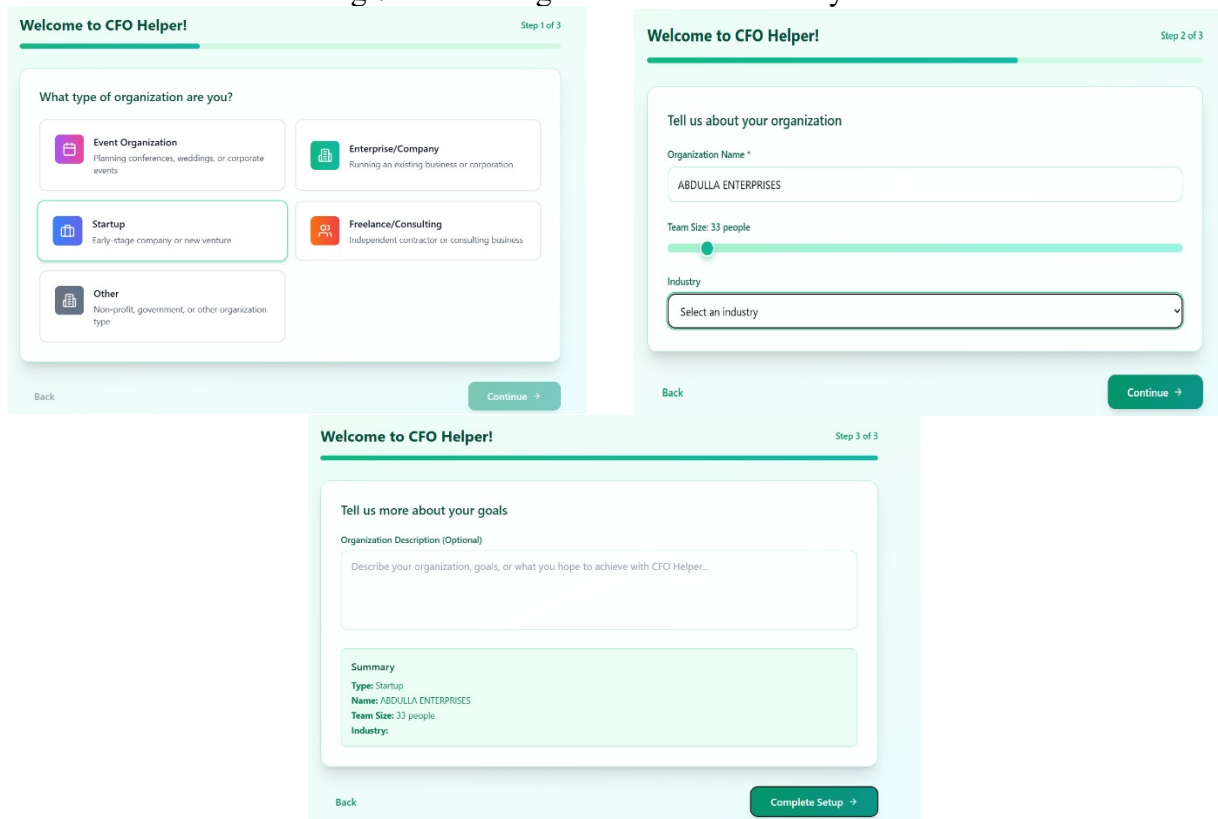 Welcome to CFO Helper!
Step 1 of 3
What type of organization are you?
Event Organization
Planning conferences, weddings, or corporate
events
Enterprise/Company
Running an existing business or corporation
Startup
Early-stage company or new venture
Freelance/Consulting
Independent contractor or consulting business
Other
Non-profit, government, or other organization
type
Back
Continue →
Welcome to CFO Helper!
Step 2 of 3
Tell us about your organization
Organization Name *
ABDULLA ENTERPRISES
Team Size: 33 people
Industry
Select an industry
Back
Continue →
Welcome to CFO Helper!
Step 3 of 3
Tell us more about your goals
Organization Description (Optional)
Describe your organization, goals, or what you hope to achieve with CFO Helper...
Summary
Type: Startup
Name: ABDULLA ENTERPRISES
Team Size: 33 people
Industry:
Back
Complete Setup →